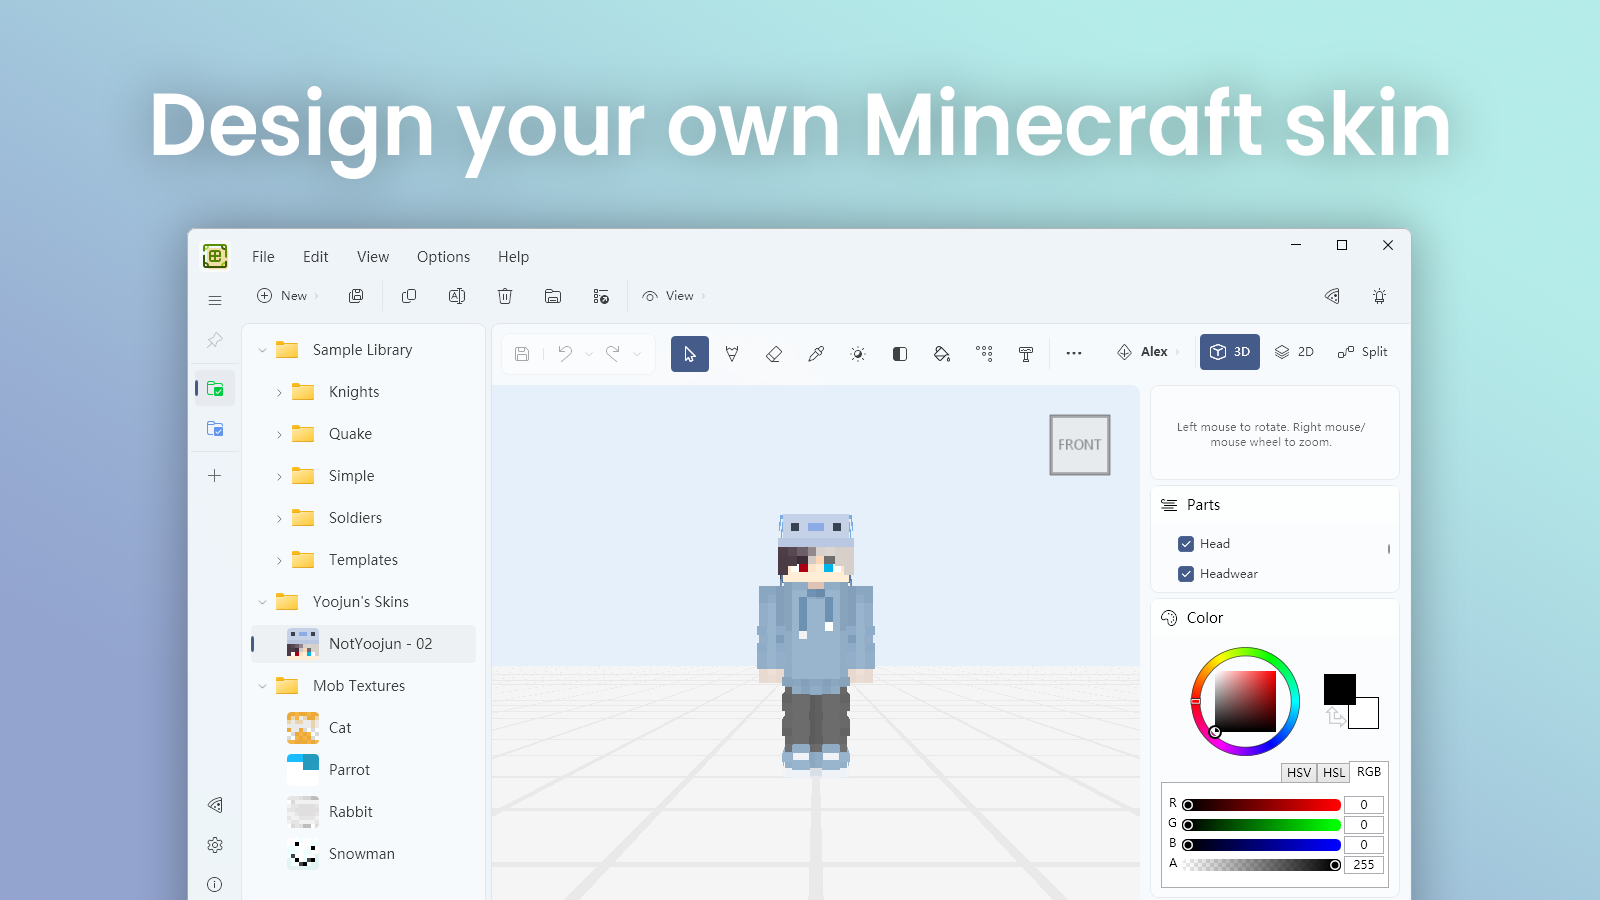 Design your own Minecraft skin
File Edit View Options Help
New View
Sample Library
Knights
Quake
Simple
Soldiers
Templates
Yoojun's Skins
NotYoojun - 02
Mob Textures
Cat
Parrot
Rabbit
Snowman
Alex 3D 2D Split
FRONT
Left mouse to rotate. Right mouse/
mouse wheel to zoom.
Parts
Head
Headwear
Color
HSV HSL RGB
R 0
G 0
B 0
A 255